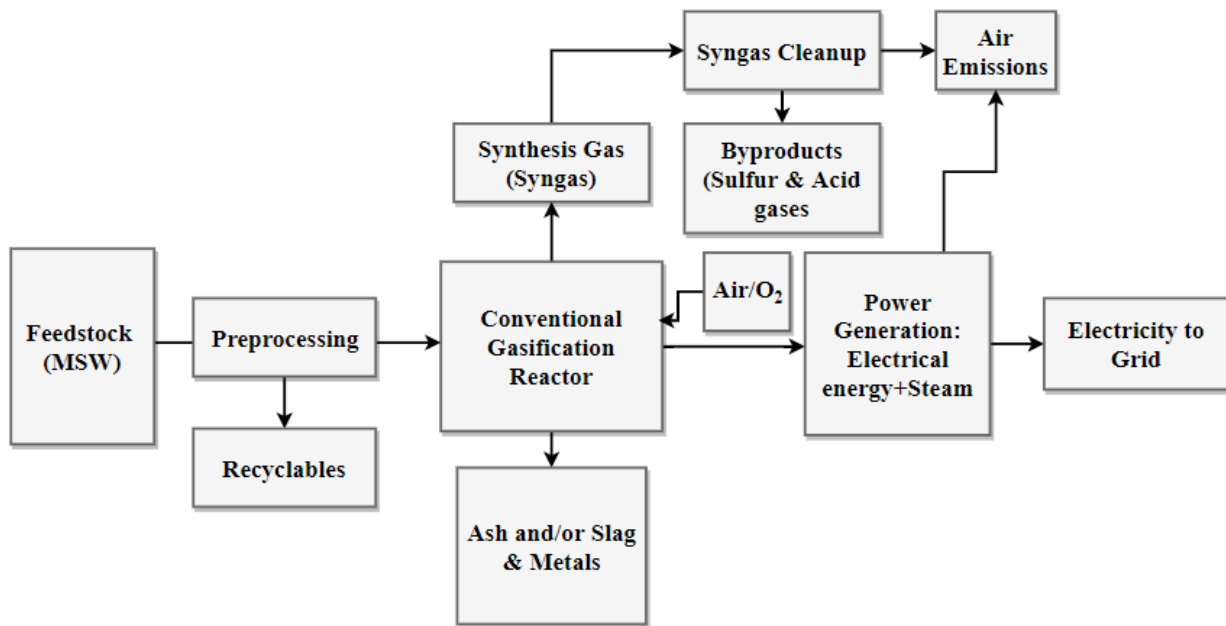 Syngas Cleanup
Air
Emissions
Synthesis Gas
(Syngas)
Byproducts
(Sulfur & Acid
gases
Feedstock
(MSW)
Preprocessing
Conventional
Gasification
Reactor
Air/O₂
Power
Generation:
Electrical
energy+Steam
Electricity to
Grid
Recyclables
Ash and/or Slag
& Metals